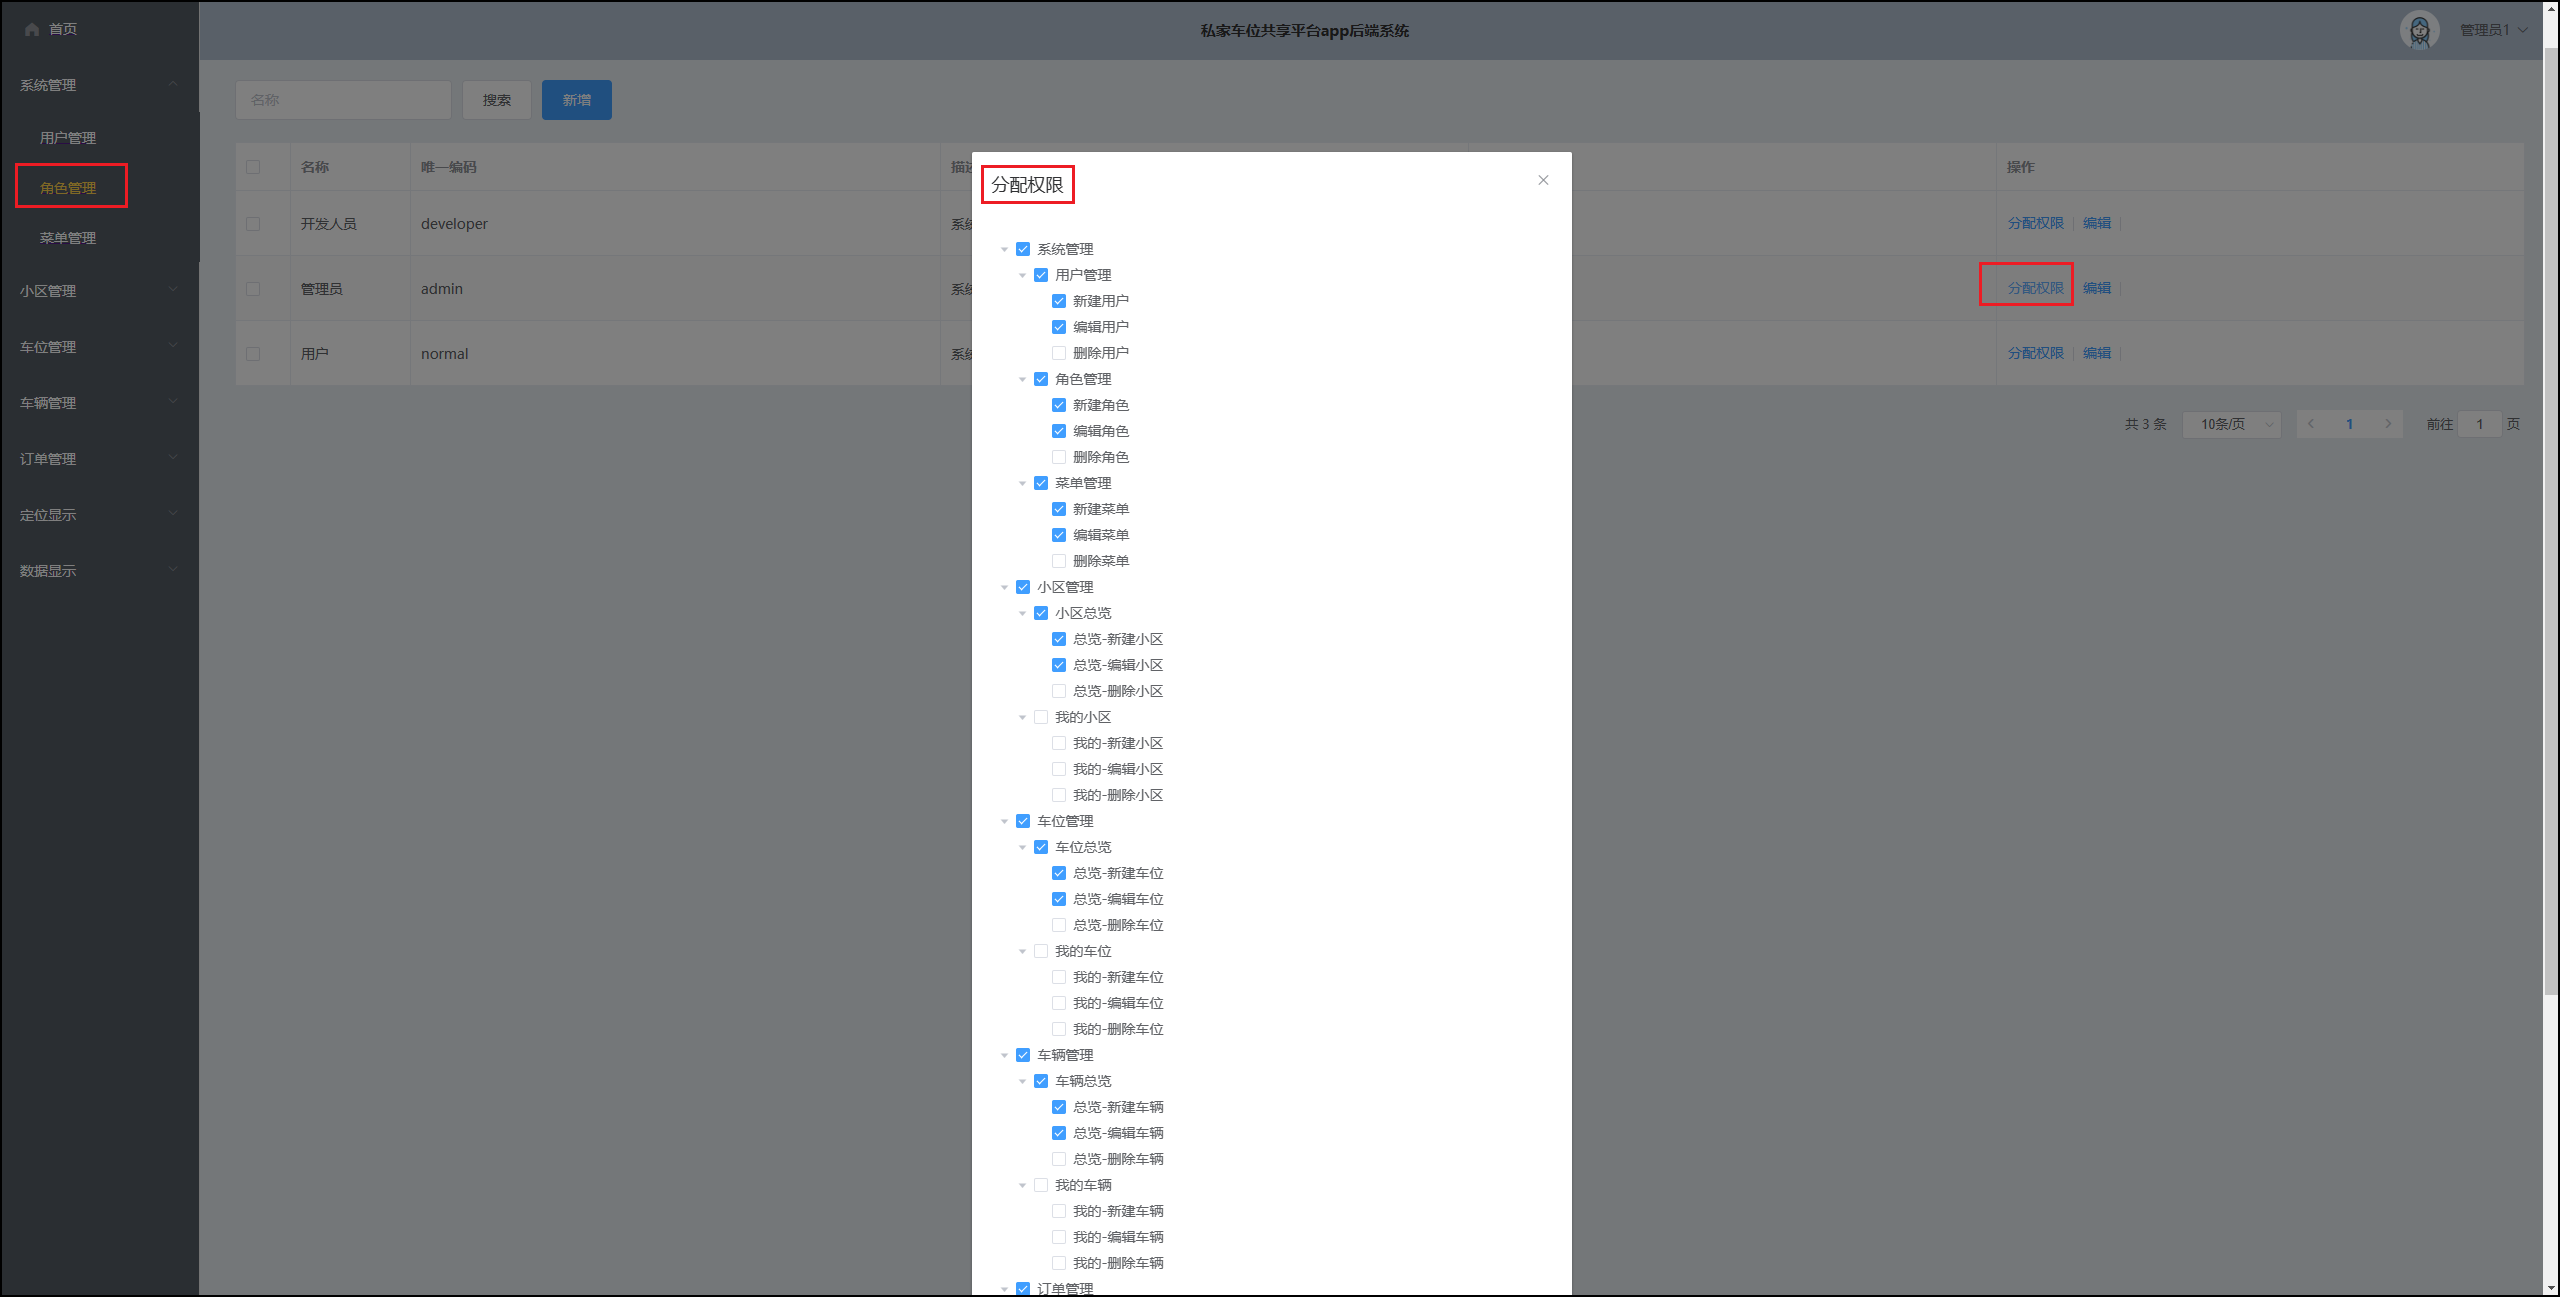 首页
系统管理
用户管理
角色管理
菜单管理
小区管理
车位管理
车辆管理
订单管理
定位显示
数据显示
私家车位共享平台app后端系统
管理员1
名称
搜索
新增
名称
唯一编码
操作
开发人员
developer
系统
分配权限
编辑
管理员
admin
系统
分配权限
编辑
用户
normal
系统
分配权限
编辑
共 3 条
10条/页
1
前往
1
页
分配权限
系统管理
用户管理
新建用户
编辑用户
删除用户
角色管理
新建角色
编辑角色
删除角色
菜单管理
新建菜单
编辑菜单
删除菜单
小区管理
小区总览
总览-新建小区
总览-编辑小区
总览-删除小区
我的小区
我的-新建小区
我的-编辑小区
我的-删除小区
车位管理
车位总览
总览-新建车位
总览-编辑车位
总览-删除车位
我的车位
我的-新建车位
我的-编辑车位
我的-删除车位
车辆管理
车辆总览
总览-新建车辆
总览-编辑车辆
总览-删除车辆
我的车辆
我的-新建车辆
我的-编辑车辆
我的-删除车辆
订单管理